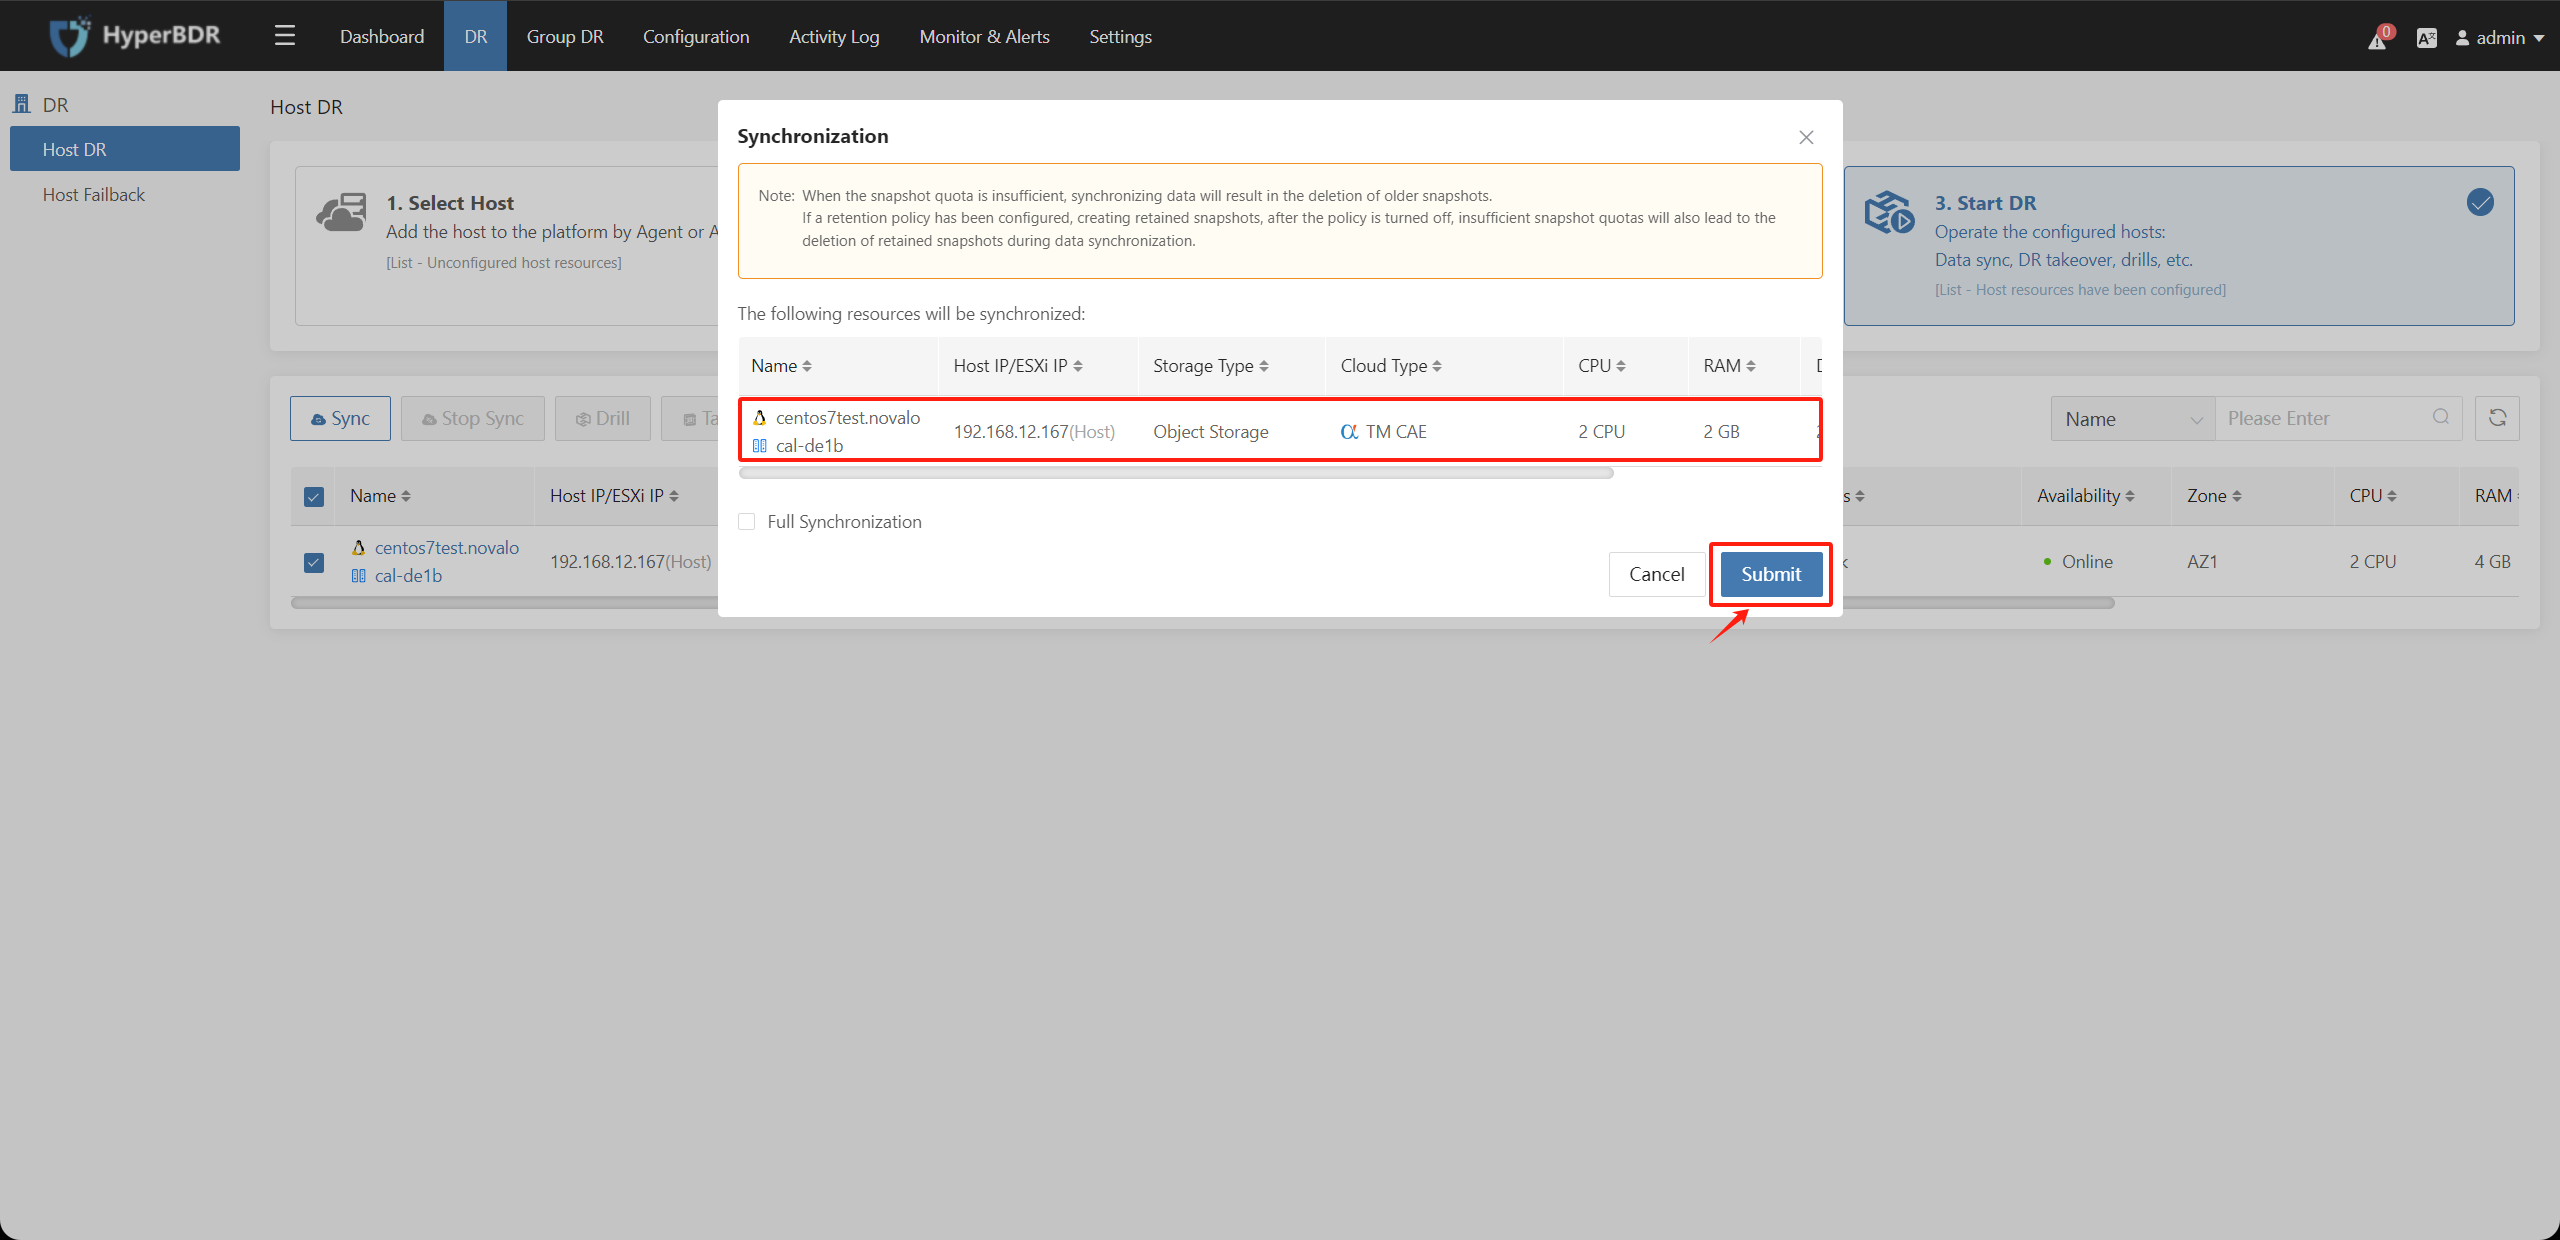 HyperBDR
Dashboard
DR
Group DR
Configuration
Activity Log
Monitor & Alerts
Settings
0
admin
DR
Host DR
Host Failback
Host DR
1. Select Host
Add the host to the platform by Agent or A
[List - Unconfigured host resources]
3. Start DR
Operate the configured hosts:
Data sync, DR takeover, drills, etc.
[List - Host resources have been configured]
Synchronization
Note: When the snapshot quota is insufficient, synchronizing data will result in the deletion of older snapshots.
If a retention policy has been configured, creating retained snapshots, after the policy is turned off, insufficient snapshot quotas will also lead to the
deletion of retained snapshots during data synchronization.
The following resources will be synchronized:
Name Host IP/ESXi IP Storage Type Cloud Type CPU RAM
centos7test.novalo
cal-de1b
192.168.12.167(Host) Object Storage TM CAE 2 CPU 2 GB
Full Synchronization
Cancel
Submit
Sync
Stop Sync
Drill
Ta
Name
Please Enter
Name Host IP/ESXi IP s Availability Zone CPU RAM
centos7test.novalo
cal-de1b
192.168.12.167(Host) Online AZ1 2 CPU 4 GB